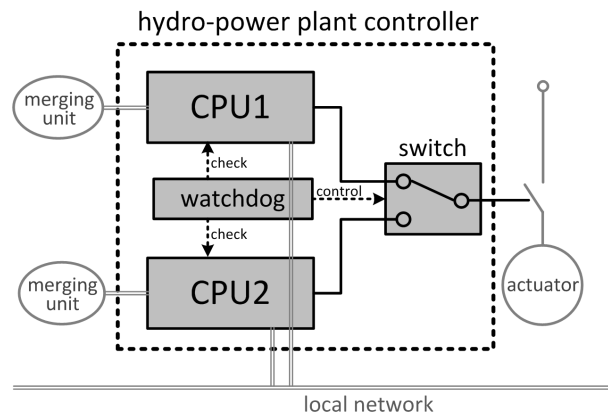 hydro-power plant controller
merging
unit
CPU1
switch
check
watchdog
control
check
merging
unit
CPU2
actuator
local network